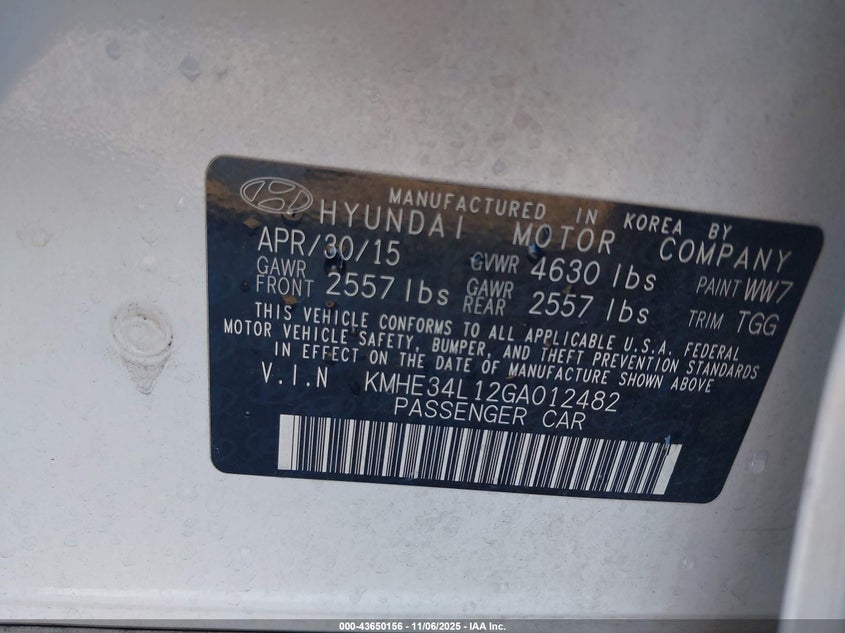 MANUFACTURED IN KOREA BY
HYUNDAI MOTOR COMPANY
APR/30/15 GVWR 4630 lbs PAINT WW7
GAWR FRONT 2557 lbs GAWR REAR 2557 lbs TRIM TGG
THIS VEHICLE CONFORMS TO ALL APPLICABLE U.S.A. FEDERAL
MOTOR VEHICLE SAFETY, BUMPER, AND THEFT PREVENTION STANDARDS
IN EFFECT ON THE DATE OF MANUFACTURE SHOWN ABOVE
V.I.N KMHE34L12GA012482
PASSENGER CAR
000-43650156 - 11/06/2025 - IAA Inc.